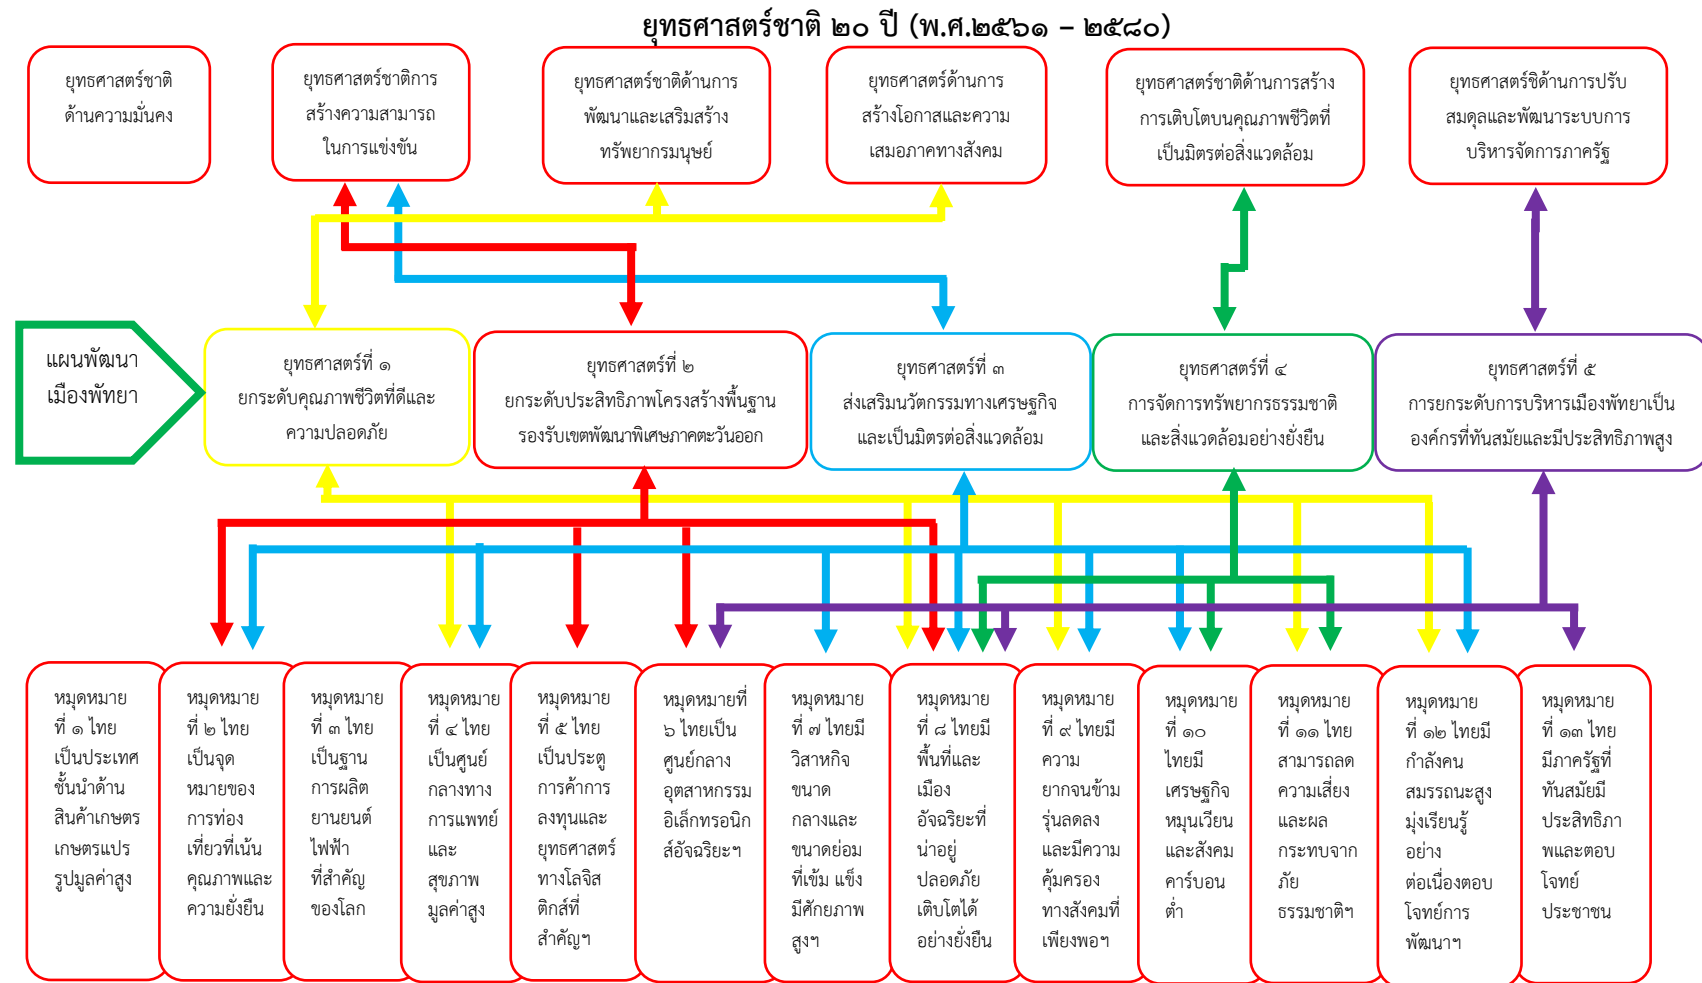 ยุทธศาสตร์ชาติ ๒๐ ปี (พ.ศ.๒๕๖๑ – ๒๕๘๐)
ยุทธศาสตร์ชาติ
ด้านความมั่นคง
ยุทธศาสตร์ชาติการ
สร้างความสามารถ
ในการแข่งขัน
ยุทธศาสตร์ชาติด้านการ
พัฒนาและเสริมสร้าง
ทรัพยากรมนุษย์
ยุทธศาสตร์ด้านการ
สร้างโอกาสและความ
เสมอภาคทางสังคม
ยุทธศาสตร์ชาติด้านการสร้าง
การเติบโตบนคุณภาพชีวิตที่
เป็นมิตรต่อสิ่งแวดล้อม
ยุทธศาสตร์ชิด้านการปรับ
สมดุลและพัฒนาระบบการ
บริหารจัดการภาครัฐ
แผนพัฒนา
เมืองพัทยา
ยุทธศาสตร์ที่ ๑
ยกระดับคุณภาพชีวิตที่ดีและ
ความปลอดภัย
ยุทธศาสตร์ที่ ๒
ยกระดับประสิทธิภาพโครงสร้างพื้นฐาน
รองรับเขตพัฒนาพิเศษภาคตะวันออก
ยุทธศาสตร์ที่ ๓
ส่งเสริมนวัตกรรมทางเศรษฐกิจ
และเป็นมิตรต่อสิ่งแวดล้อม
ยุทธศาสตร์ที่ ๔
การจัดการทรัพยากรธรรมชาติ
และสิ่งแวดล้อมอย่างยั่งยืน
ยุทธศาสตร์ที่ ๕
การยกระดับการบริหารเมืองพัทยาเป็น
องค์กรที่ทันสมัยและมีประสิทธิภาพสูง
หมุดหมาย
ที่ ๑ ไทย
เป็นประเทศ
ชั้นนำด้าน
สินค้าเกษตร
เกษตรแปร
รูปมูลค่าสูง
หมุดหมาย
ที่ ๒ ไทย
เป็นจุด
หมายของ
การท่อง
เที่ยวที่เน้น
คุณภาพและ
ความยั่งยืน
หมุดหมาย
ที่ ๓ ไทย
เป็นฐาน
การผลิต
ยานยนต์
ไฟฟ้า
ที่สำคัญ
ของโลก
หมุดหมาย
ที่ ๔ ไทย
เป็นศูนย์
กลางทาง
การแพทย์
และ
สุขภาพ
มูลค่าสูง
หมุดหมาย
ที่ ๕ ไทย
เป็นประตู
การค้าการ
ลงทุนและ
ยุทธศาสตร์
ทางโลจิส
ติกส์ที่
สำคัญฯ
หมุดหมายที่
๖ ไทยเป็น
ศูนย์กลาง
อุตสาหกรรม
อิเล็กทรอนิก
ส์อัจฉริยะฯ
หมุดหมาย
ที่ ๗ ไทยมี
วิสาหกิจ
ขนาด
กลางและ
ขนาดย่อม
ที่เข้ม แข็ง
มีศักยภาพ
สูงฯ
หมุดหมาย
ที่ ๘ ไทยมี
พื้นที่และ
เมือง
อัจฉริยะที่
น่าอยู่
ปลอดภัย
เติบโตได้
อย่างยั่งยืน
หมุดหมาย
ที่ ๙ ไทยมี
ความ
ยากจนข้าม
รุ่นลดลง
และมีความ
คุ้มครอง
ทางสังคมที่
เพียงพอฯ
หมุดหมาย
ที่ ๑๐
ไทยมี
เศรษฐกิจ
หมุนเวียน
และสังคม
คาร์บอน
ต่ำ
หมุดหมาย
ที่ ๑๑ ไทย
สามารถลด
ความเสี่ยง
และผล
กระทบจาก
ภัย
ธรรมชาติฯ
หมุดหมาย
ที่ ๑๒ ไทยมี
กำลังคน
สมรรถนะสูง
มุ่งเรียนรู้
อย่าง
ต่อเนื่องตอบ
โจทย์การ
พัฒนาฯ
หมุดหมาย
ที่ ๑๓ ไทย
มีภาครัฐที่
ทันสมัยมี
ประสิทธิภา
พและตอบ
โจทย์
ประชาชน